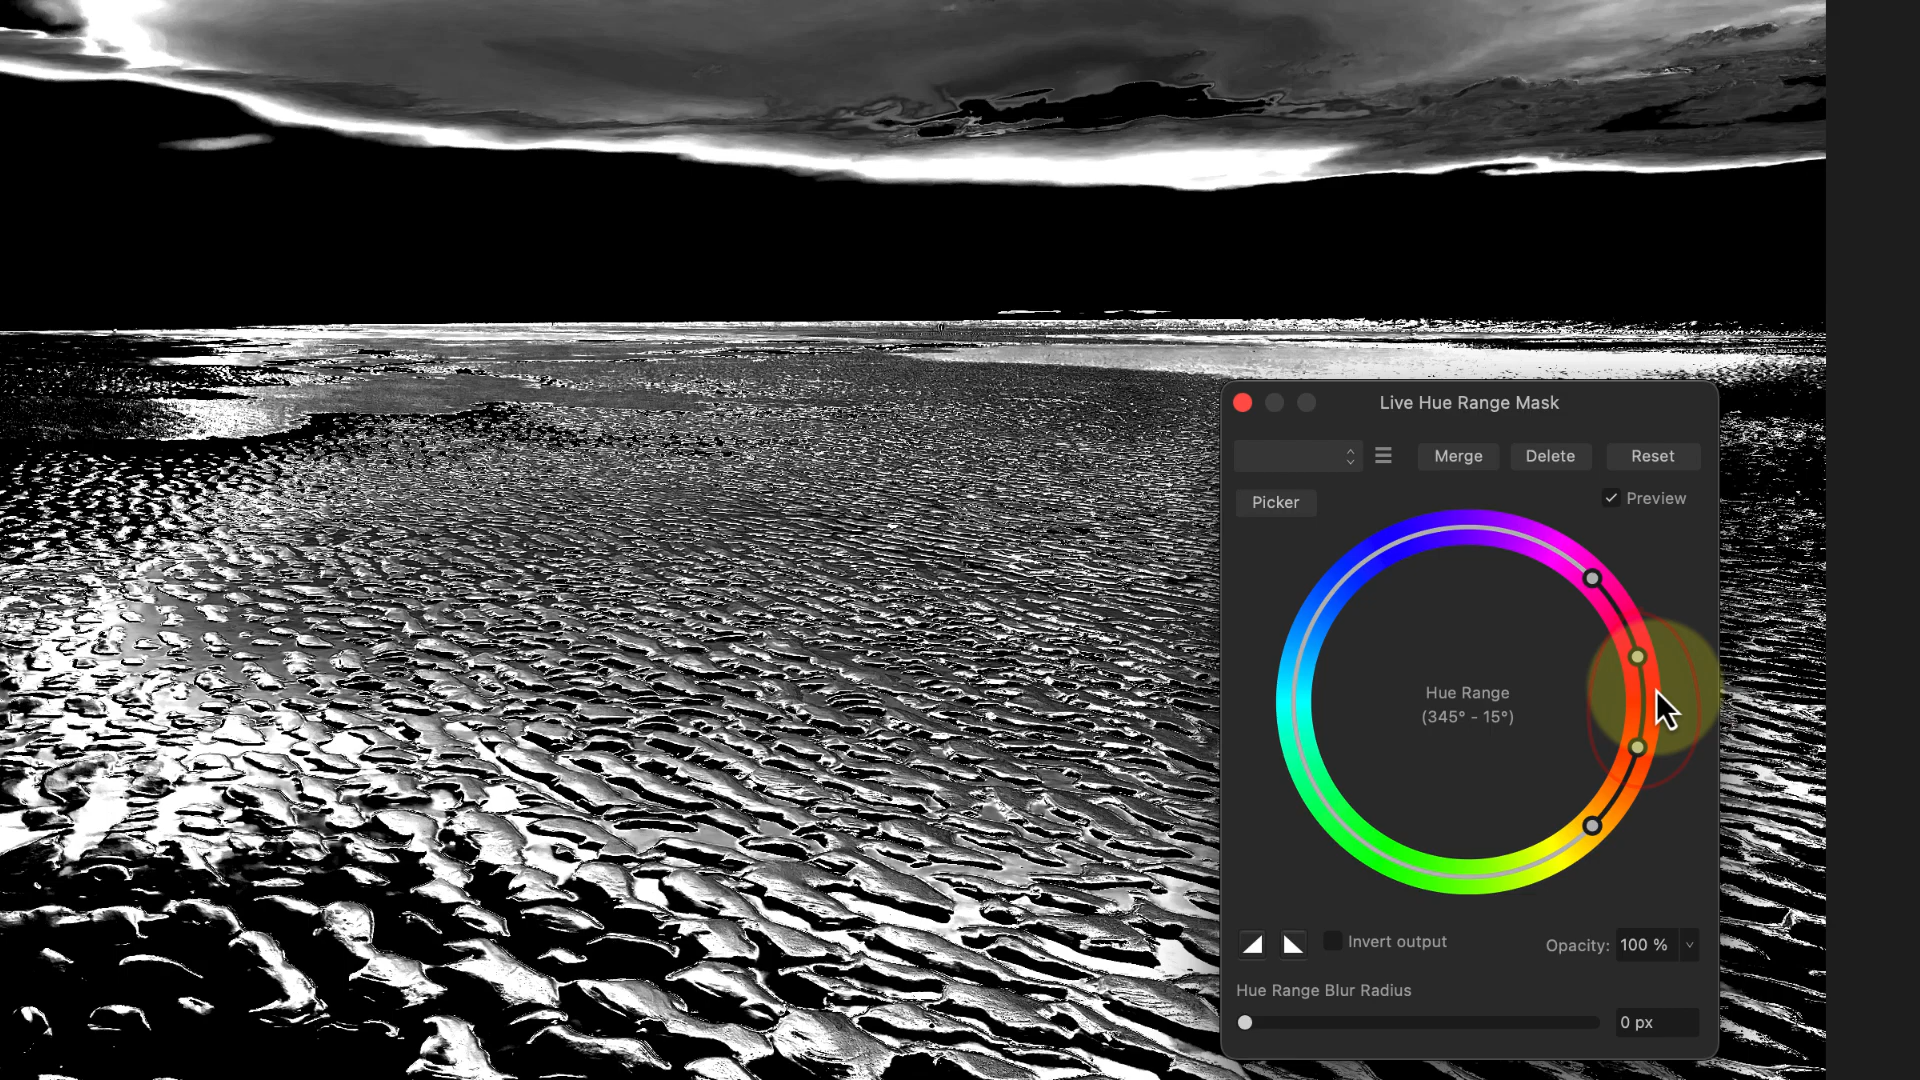 Live Hue Range Mask
Merge
Delete
Reset
Picker
Preview
Hue Range
(345° - 15°)
Invert output
Opacity: 100 %
Hue Range Blur Radius
0 px